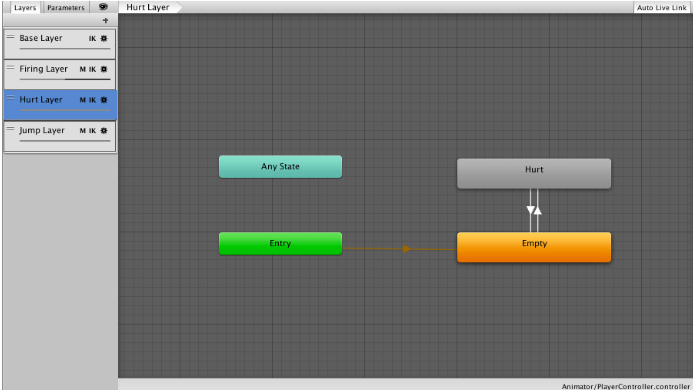 Layers Parameters Hurt Layer Auto Live Link
Base Layer IK
Firing Layer M IK
Hurt Layer M IK
Jump Layer M IK
Any State
Hurt
Entry
Empty
Animator/PlayerController.controller